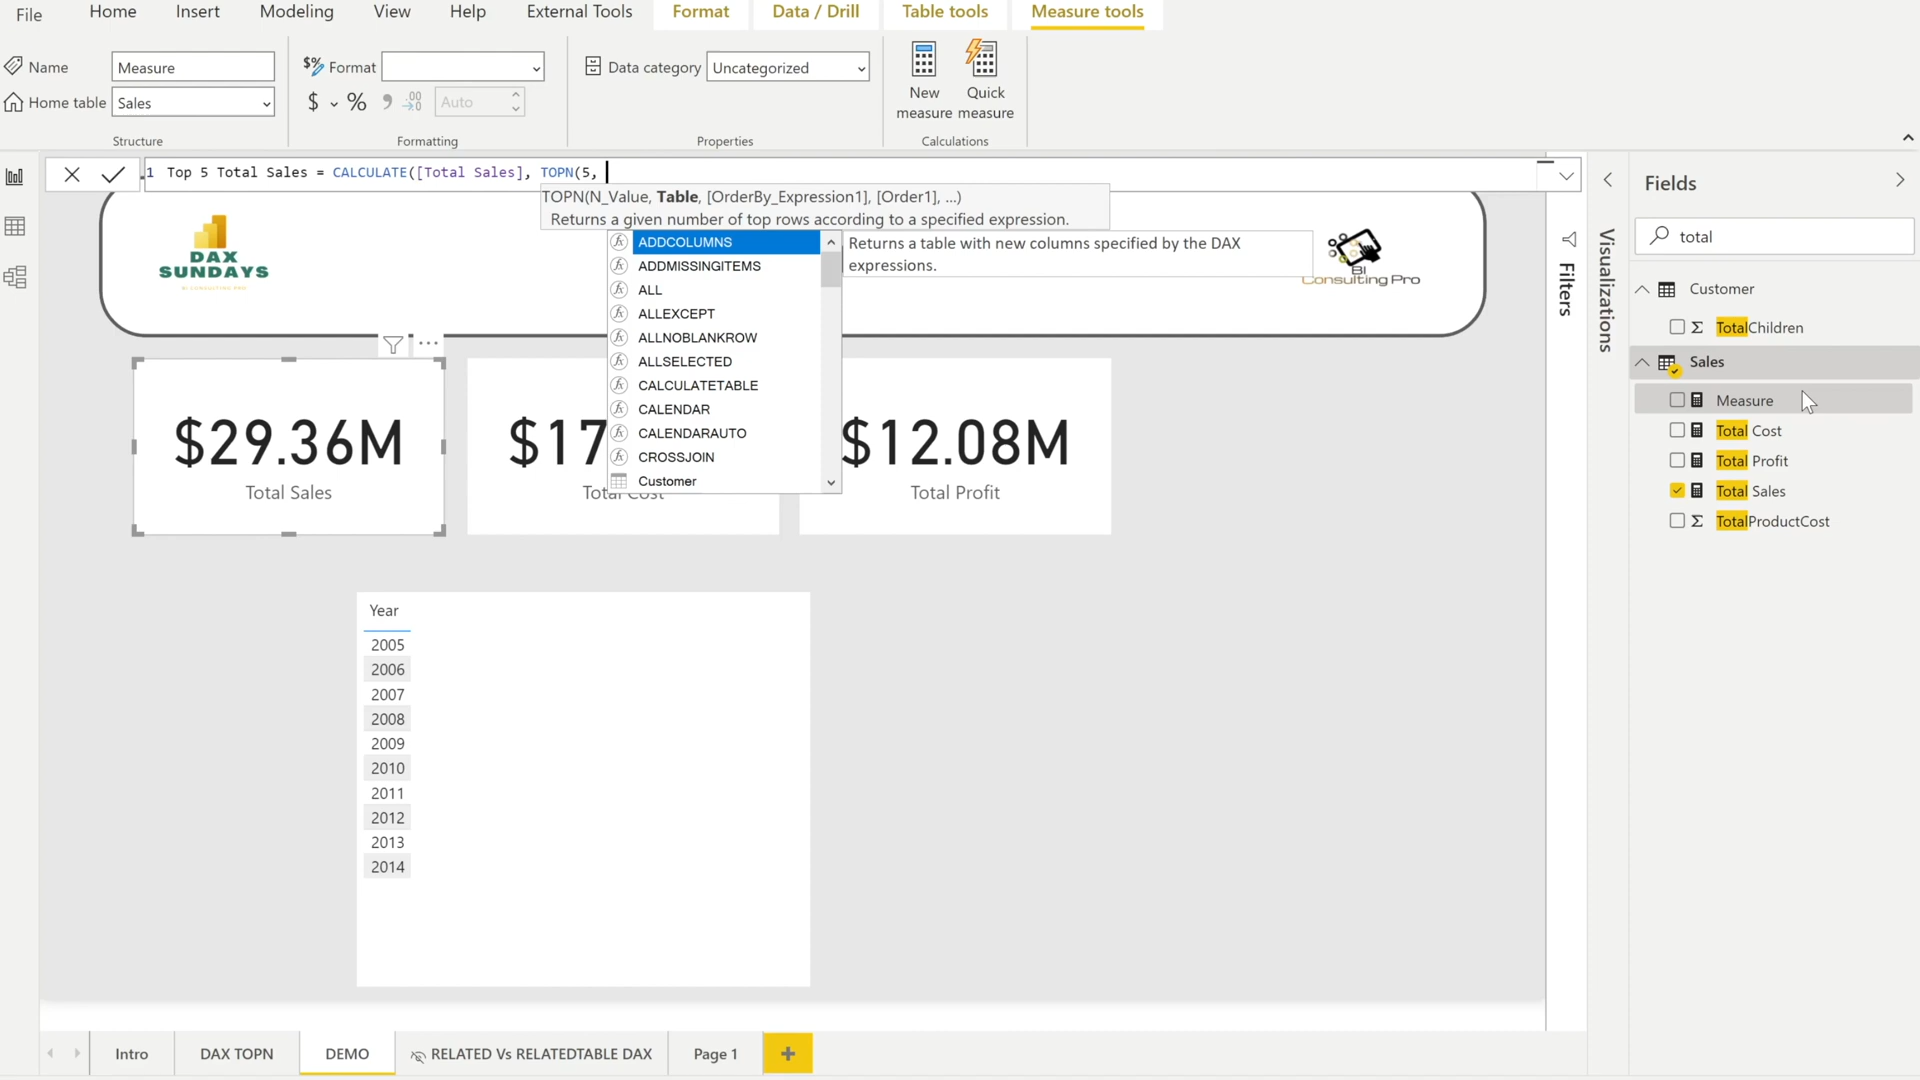 File Home Insert Modeling View Help External Tools Format Data / Drill Table tools Measure tools
Name Measure
Home table Sales
Structure
$% Format
$ % , .00 Auto
Formatting
Data category Uncategorized
Properties
New measure
Quick measure
Calculations
1 Top 5 Total Sales = CALCULATE([Total Sales], TOPN(5,
TOPN(N_Value, Table, [OrderBy_Expression1], [Order1], ...)
Returns a given number of top rows according to a specified expression.
ADDCOLUMNS
ADDMISSINGITEMS
ALL
ALLEXCEPT
ALLNOBLANKROW
ALLSELECTED
CALCULATETABLE
CALENDAR
CALENDARAUTO
CROSSJOIN
Customer
Returns a table with new columns specified by the DAX
expressions.
DAX
SUNDAYS
BI CONSULTING PRO
BI
Consulting Pro
$29.36M
Total Sales
$17
Total Cost
$12.08M
Total Profit
Year
2005
2006
2007
2008
2009
2010
2011
2012
2013
2014
Filters
Visualizations
Fields
total
Customer
TotalChildren
Sales
Measure
Total Cost
Total Profit
Total Sales
TotalProductCost
Intro DAX TOPN DEMO RELATED Vs RELATEDTABLE DAX Page 1 +